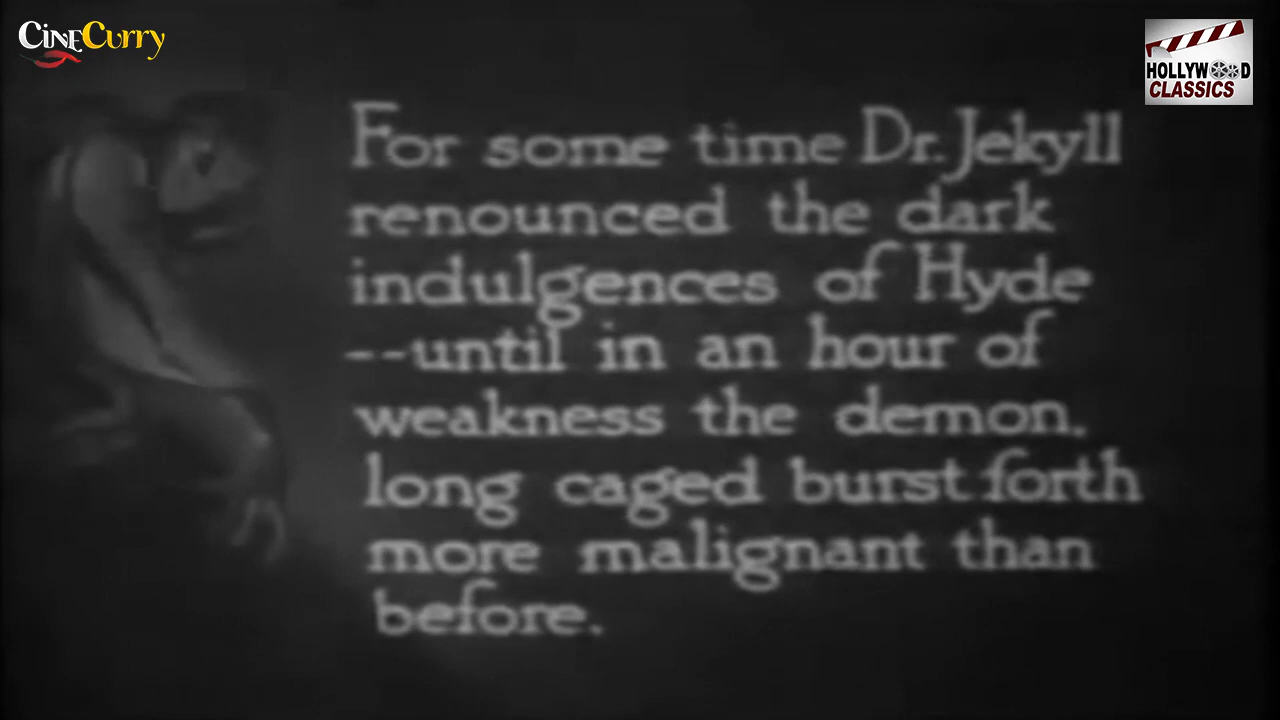 CINECURRY
HOLLYWOOD
CLASSICS
For some time Dr. Jekyll
renounced the dark
indulgences of Hyde
--until in an hour of
weakness the demon,
long caged burst forth
more malignant than
before.